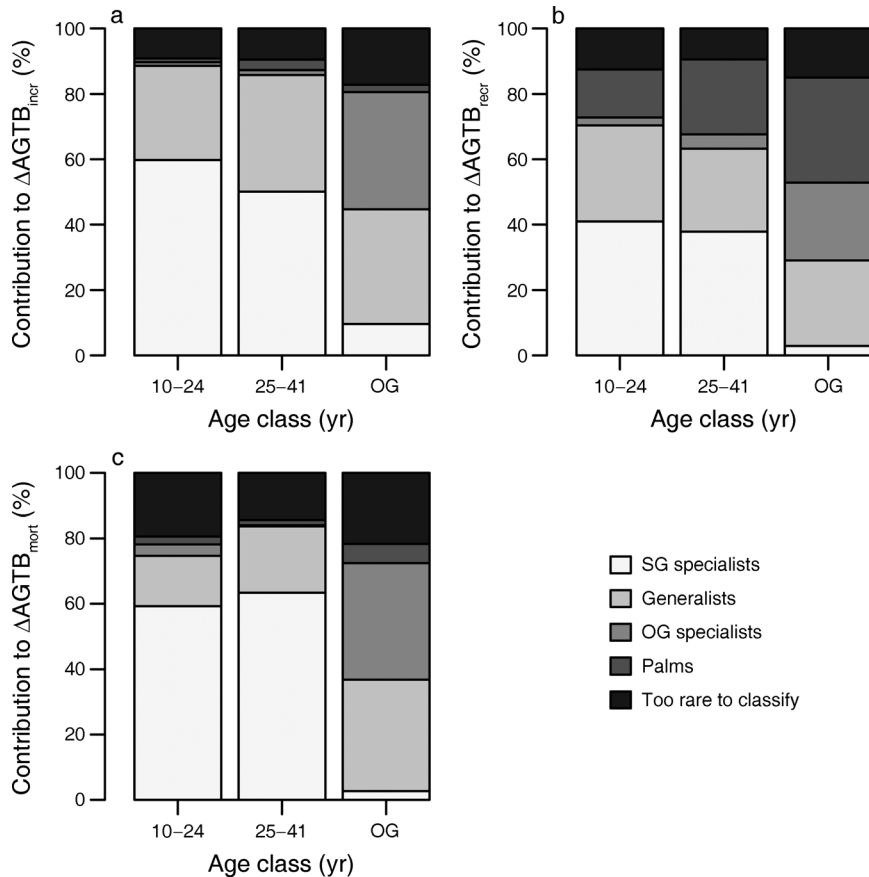 a
Contribution to ΔAGTBincr (%)
100
80
60
40
20
0
10–24 25–41 OG
Age class (yr)
b
Contribution to ΔAGTBrecr (%)
100
80
60
40
20
0
10–24 25–41 OG
Age class (yr)
c
Contribution to ΔAGTBmort (%)
100
80
60
40
20
0
10–24 25–41 OG
Age class (yr)
SG specialists
Generalists
OG specialists
Palms
Too rare to classify